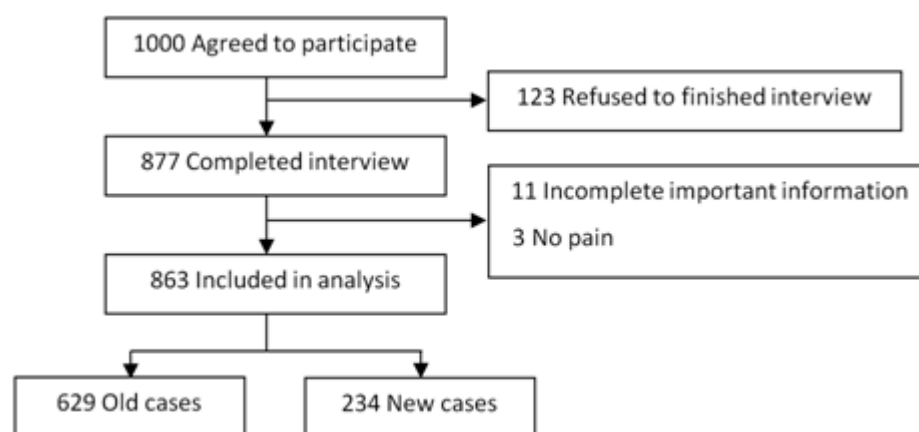 1000 Agreed to participate
123 Refused to finished interview
877 Completed interview
11 Incomplete important information
3 No pain
863 Included in analysis
629 Old cases
234 New cases